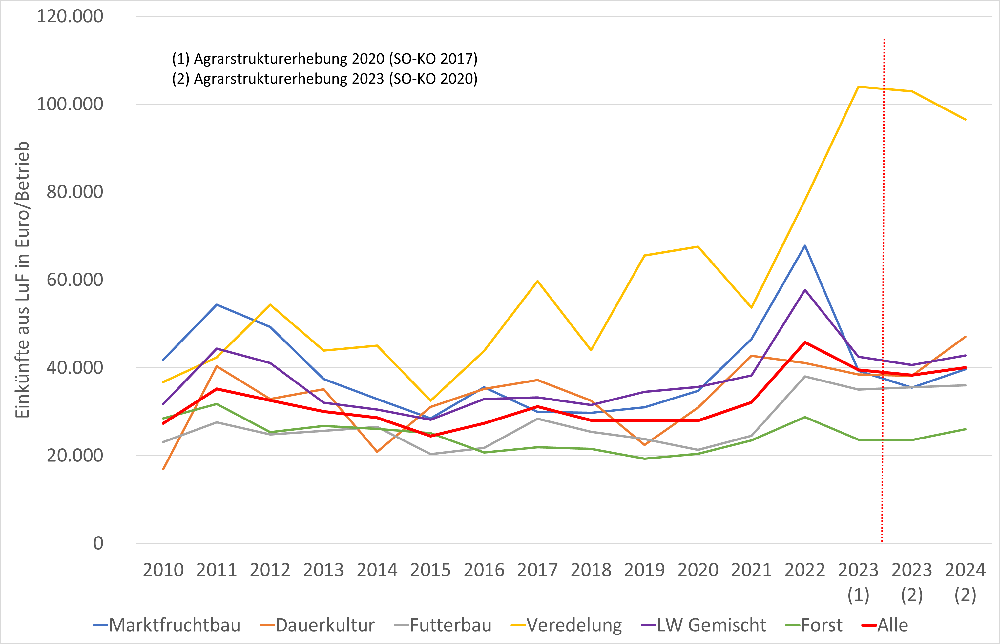 120.000
(1) Agrarstrukturerhebung 2020 (SO-KO 2017)
(2) Agrarstrukturerhebung 2023 (SO-KO 2020)
100.000
80.000
60.000
40.000
20.000
0
Einkünfte aus LuF in Euro/Betrieb
2010 2011 2012 2013 2014 2015 2016 2017 2018 2019 2020 2021 2022 2023 2023 2024
(1) (2) (2)
Marktfruchtbau Dauerkultur Futterbau Veredelung LW Gemischt Forst Alle